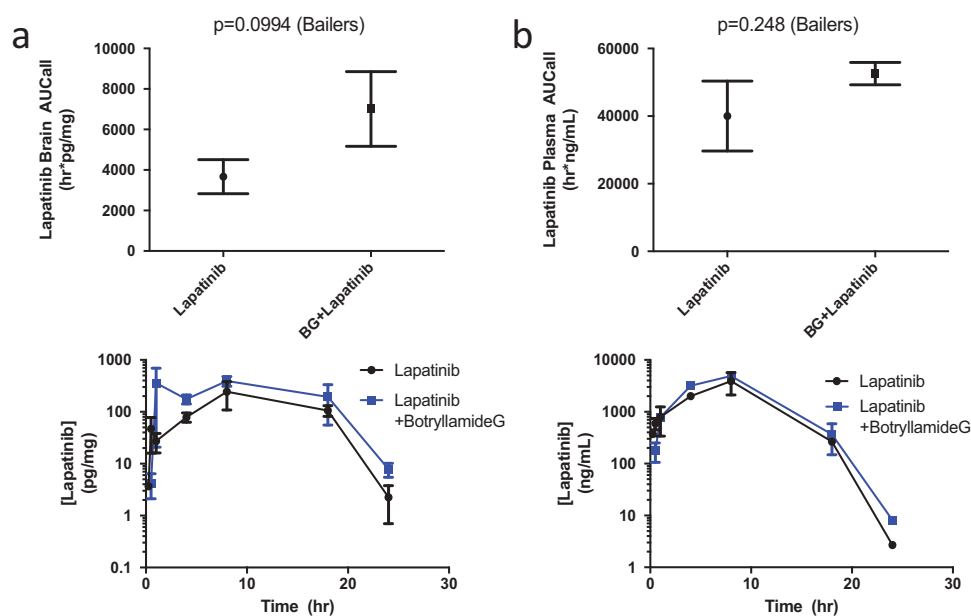 a
p=0.0994 (Bailers)
Lapatinib Brain AUCall
(hr*pg/mg)
10000
8000
6000
4000
2000
0
Lapatinib
BG+Lapatinib
b
p=0.248 (Bailers)
Lapatinib Plasma AUCall
(hr*ng/mL)
60000
40000
20000
0
Lapatinib
BG+Lapatinib
[Lapatinib]
(pg/mg)
1000
100
10
1
0.1
0
10
20
30
Time (hr)
Lapatinib
Lapatinib
+BotryllamideG
[Lapatinib]
(ng/mL)
10000
1000
100
10
1
0
10
20
30
Time (hr)
Lapatinib
Lapatinib
+BotryllamideG